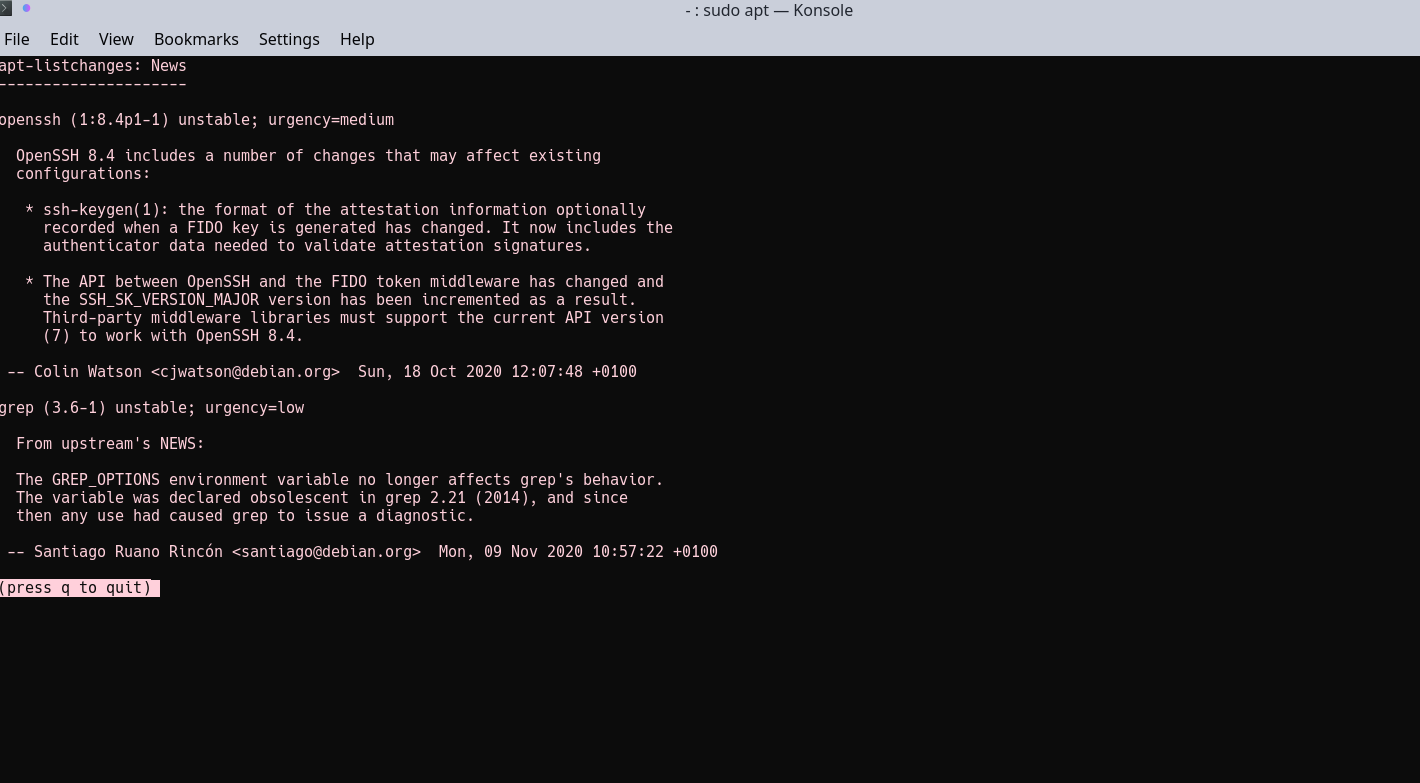 - : sudo apt — Konsole
File Edit View Bookmarks Settings Help
apt-listchanges: News
---------------------
openssh (1:8.4p1-1) unstable; urgency=medium
OpenSSH 8.4 includes a number of changes that may affect existing
configurations:
* ssh-keygen(1): the format of the attestation information optionally
recorded when a FIDO key is generated has changed. It now includes the
authenticator data needed to validate attestation signatures.
* The API between OpenSSH and the FIDO token middleware has changed and
the SSH_SK_VERSION_MAJOR version has been incremented as a result.
Third-party middleware libraries must support the current API version
(7) to work with OpenSSH 8.4.
-- Colin Watson <cjwatson@debian.org>  Sun, 18 Oct 2020 12:07:48 +0100
grep (3.6-1) unstable; urgency=low
From upstream's NEWS:
The GREP_OPTIONS environment variable no longer affects grep's behavior.
The variable was declared obsolescent in grep 2.21 (2014), and since
then any use had caused grep to issue a diagnostic.
-- Santiago Ruano Rincón <santiago@debian.org>  Mon, 09 Nov 2020 10:57:22 +0100
(press q to quit)